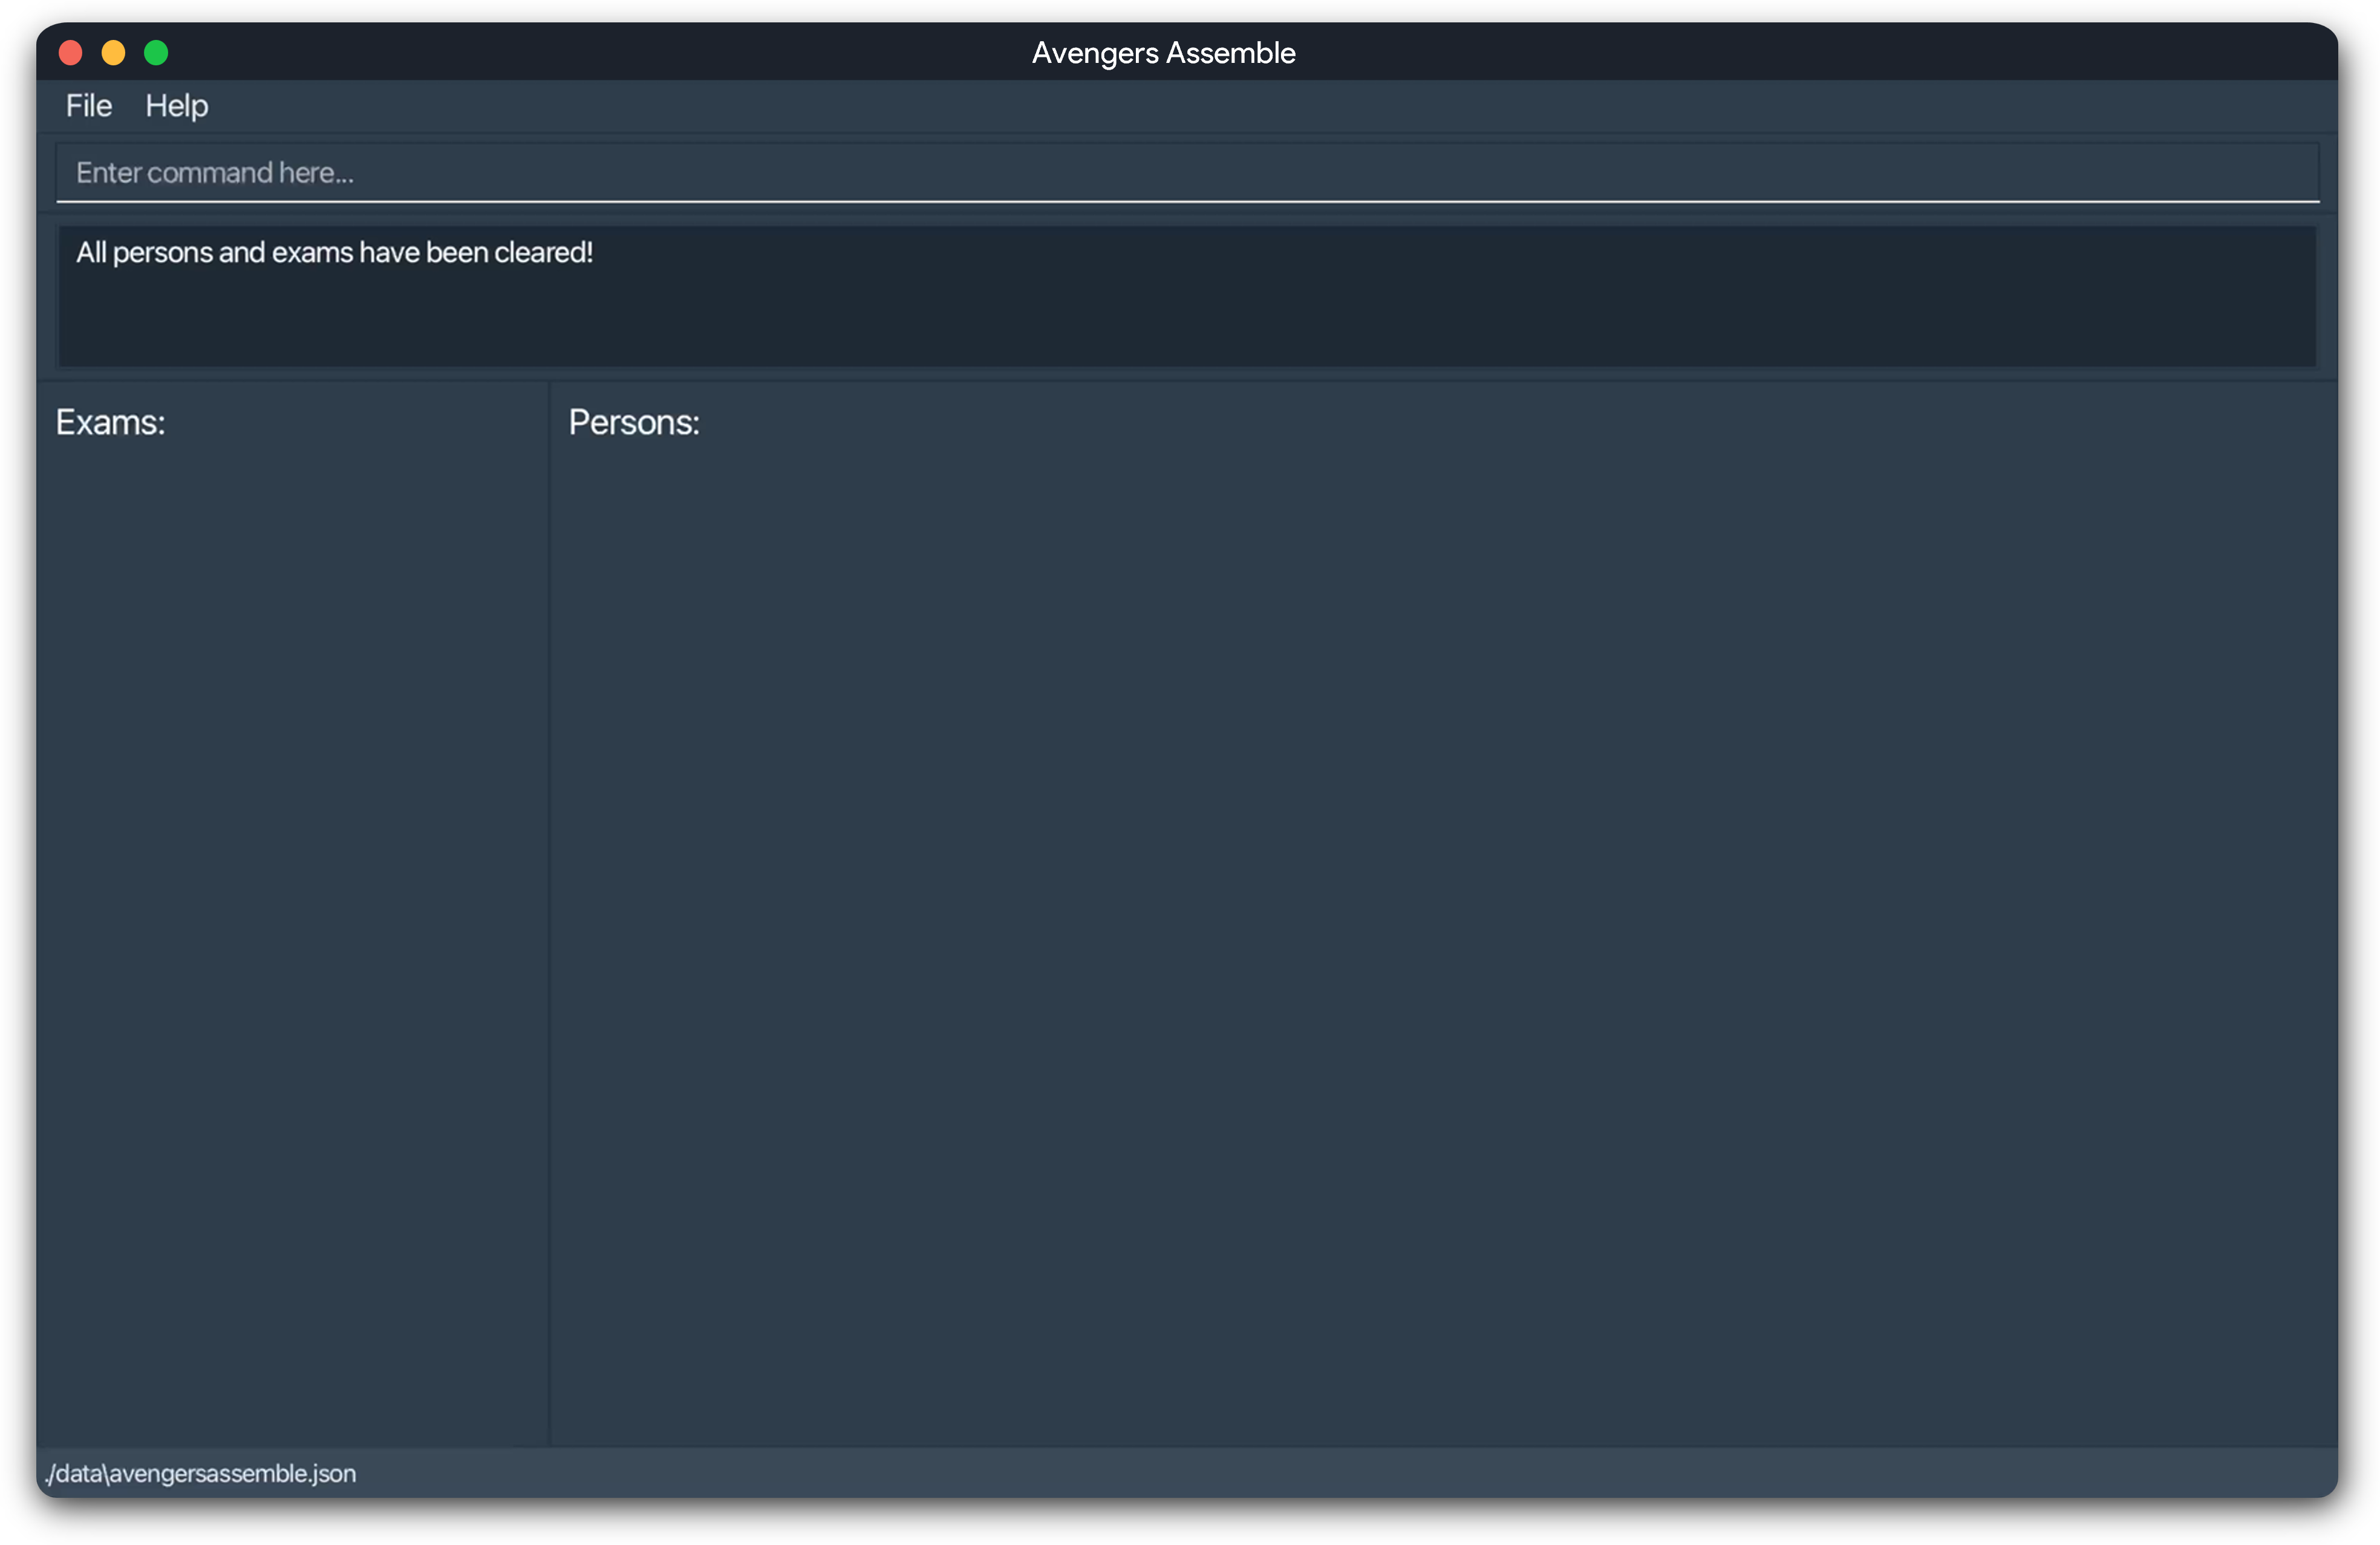 Avengers Assemble
File Help
Enter command here...
All persons and exams have been cleared!
Exams:
Persons:
./data\avengersassemble.json